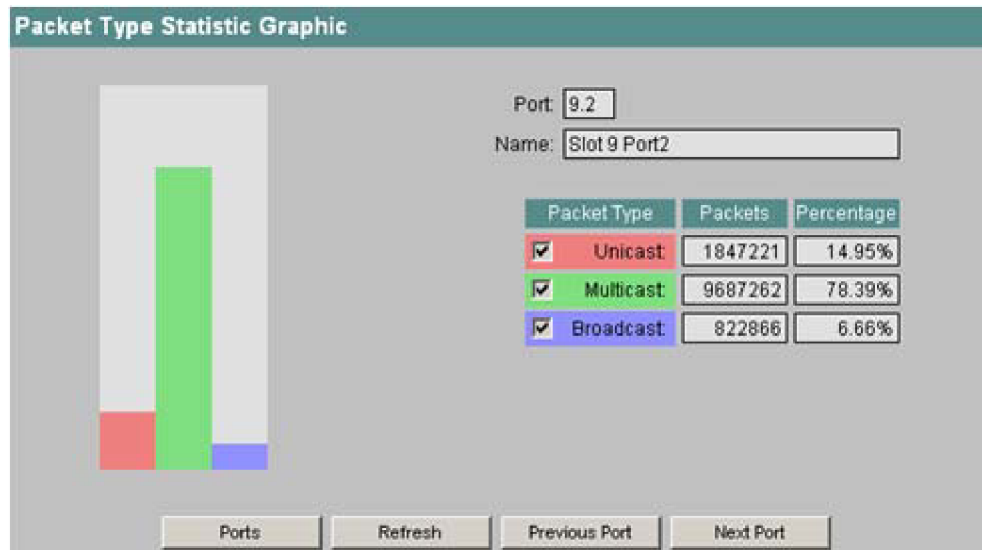 Packet Type Statistic Graphic
Port: 9.2
Name: Slot 9 Port2
Packet Type Packets Percentage
Unicast: 1847221 14.95%
Multicast: 9687262 78.39%
Broadcast: 822866 6.66%
Ports Refresh Previous Port Next Port